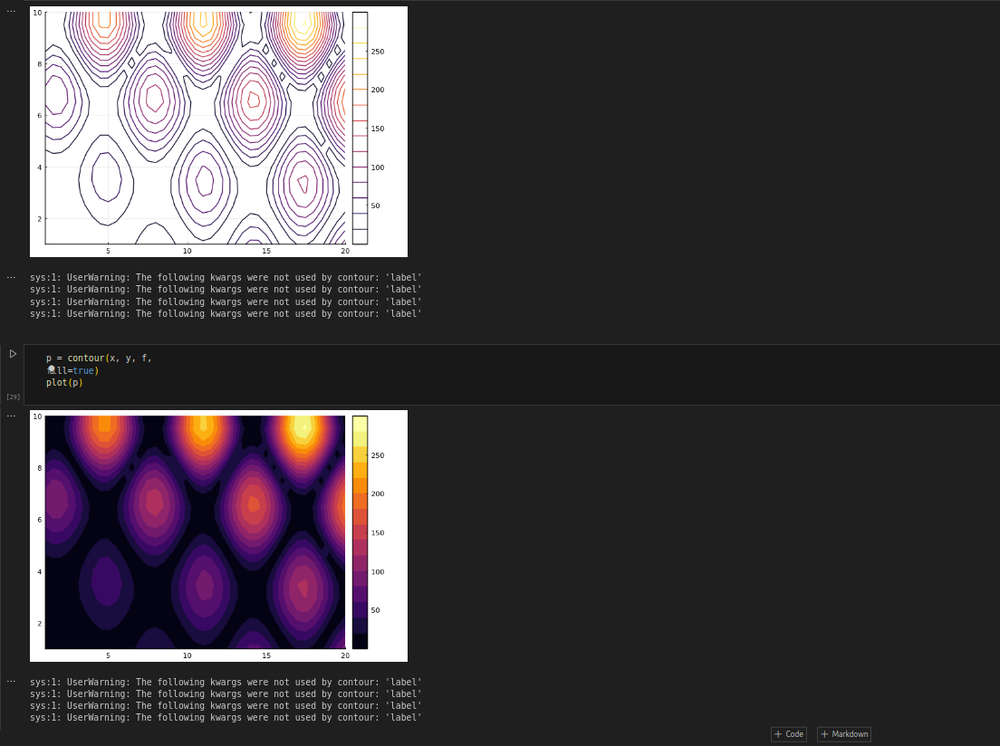 ...
10
8
6
4
2
5
10
15
20
250
200
150
100
50
...
sys:1: UserWarning: The following kwargs were not used by contour: 'label'
sys:1: UserWarning: The following kwargs were not used by contour: 'label'
sys:1: UserWarning: The following kwargs were not used by contour: 'label'
sys:1: UserWarning: The following kwargs were not used by contour: 'label'
p = contour(x, y, f,
ll=true)
plot(p)
[29]
...
10
8
6
4
2
5
10
15
20
250
200
150
100
50
...
sys:1: UserWarning: The following kwargs were not used by contour: 'label'
sys:1: UserWarning: The following kwargs were not used by contour: 'label'
sys:1: UserWarning: The following kwargs were not used by contour: 'label'
sys:1: UserWarning: The following kwargs were not used by contour: 'label'
+ Code
+ Markdown